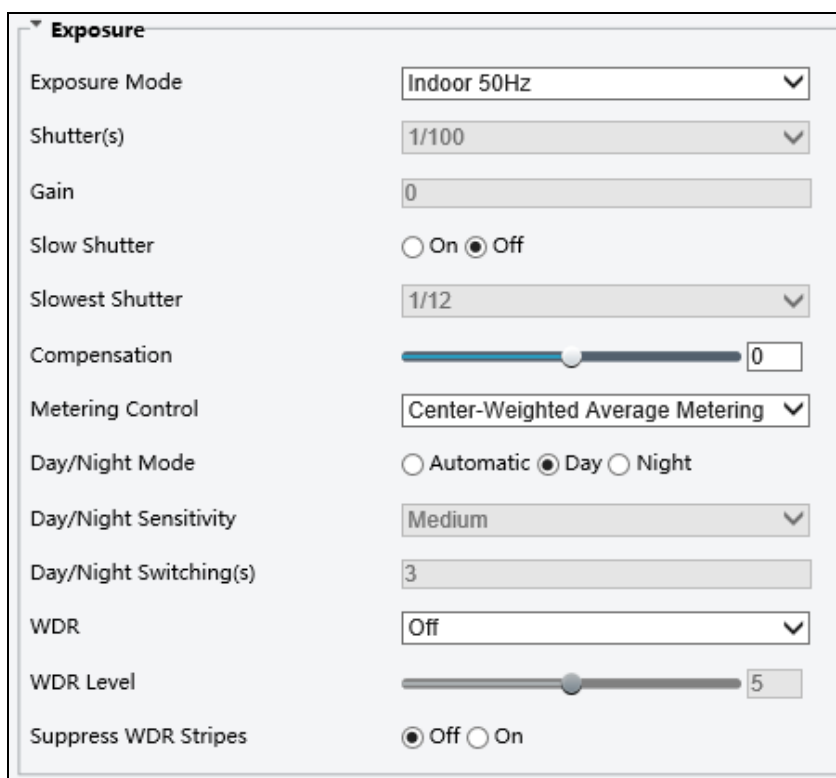 Exposure
Exposure Mode Indoor 50Hz
Shutter(s) 1/100
Gain 0
Slow Shutter On Off
Slowest Shutter 1/12
Compensation 0
Metering Control Center-Weighted Average Metering
Day/Night Mode Automatic Day Night
Day/Night Sensitivity Medium
Day/Night Switching(s) 3
WDR Off
WDR Level 5
Suppress WDR Stripes Off On